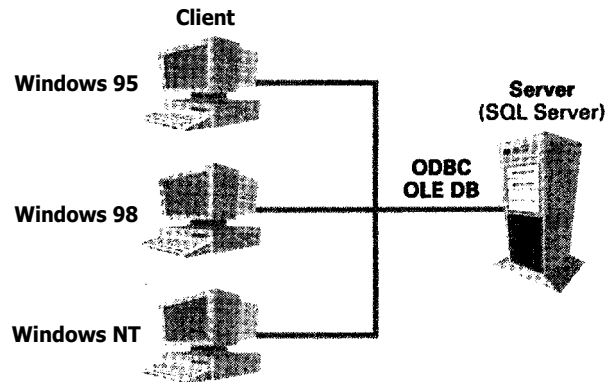 Client
Windows 95
Server
(SQL Server)
ODBC
OLE DB
Windows 98
Windows NT